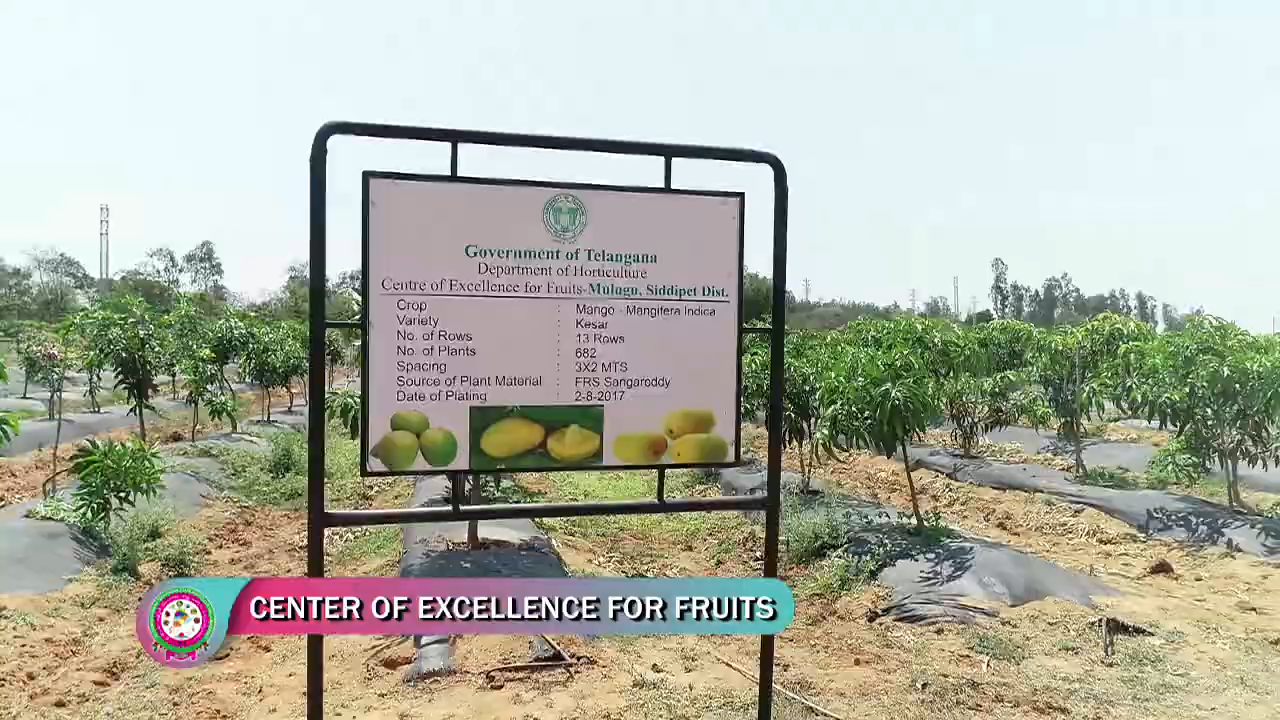 Government of Telangana
Department of Horticulture
Centre of Excellence for Fruits-Mulugu, Siddipet Dist.
Crop : Mango - Mangifera Indica
Variety : Kesar
No. of Rows : 13 Rows
No. of Plants : 682
Spacing : 3X2 MTS
Source of Plant Material : FRS Sangaroddy
Date of Plating : 2-8-2017
CENTER OF EXCELLENCE FOR FRUITS